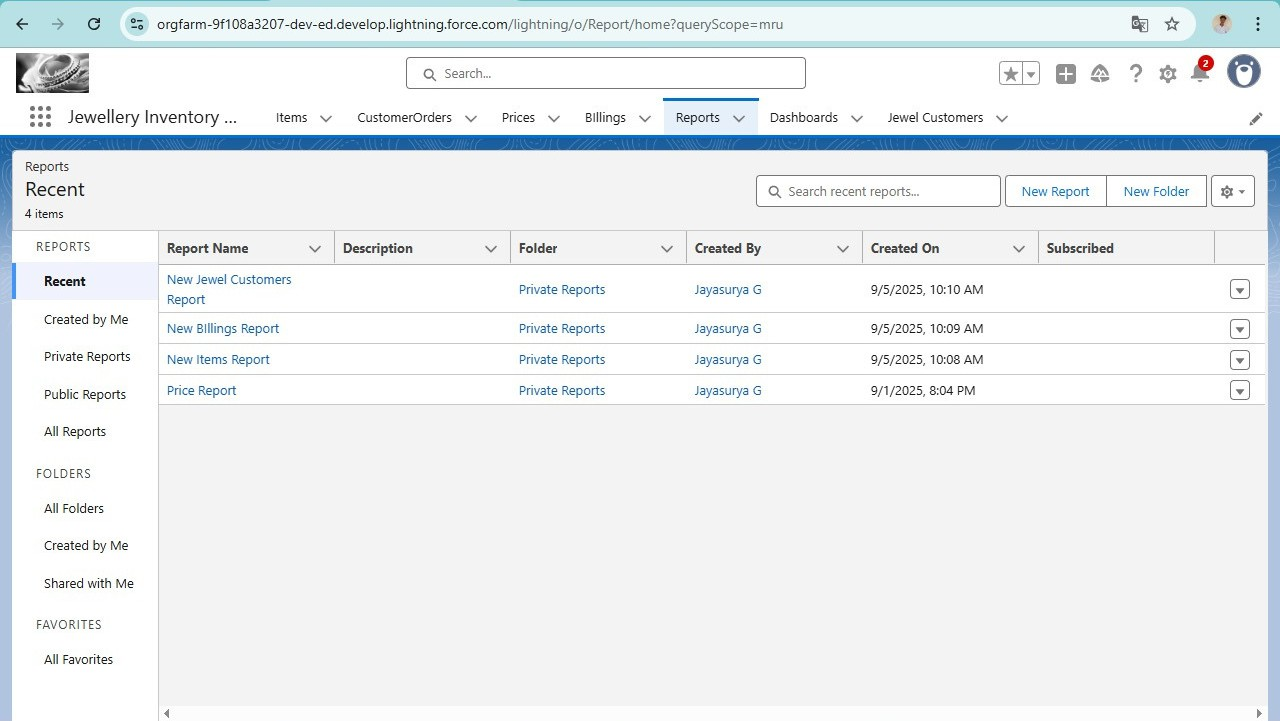 orgfarm-9f108a3207-dev-ed.develop.lightning.force.com/lightning/o/Report/home?queryScope=mru
Search...
2
Jewellery Inventory ...
Items
CustomerOrders
Prices
BIllings
Reports
Dashboards
Jewel Customers
Reports
Recent
4 items
Search recent reports...
New Report
New Folder
REPORTS
Recent
Created by Me
Private Reports
Public Reports
All Reports
FOLDERS
All Folders
Created by Me
Shared with Me
FAVORITES
All Favorites
Report Name Description Folder Created By Created On Subscribed
New Jewel Customers
Report
Private Reports Jayasurya G 9/5/2025, 10:10 AM
New BIllings Report Private Reports Jayasurya G 9/5/2025, 10:09 AM
New Items Report Private Reports Jayasurya G 9/5/2025, 10:08 AM
Price Report Private Reports Jayasurya G 9/1/2025, 8:04 PM